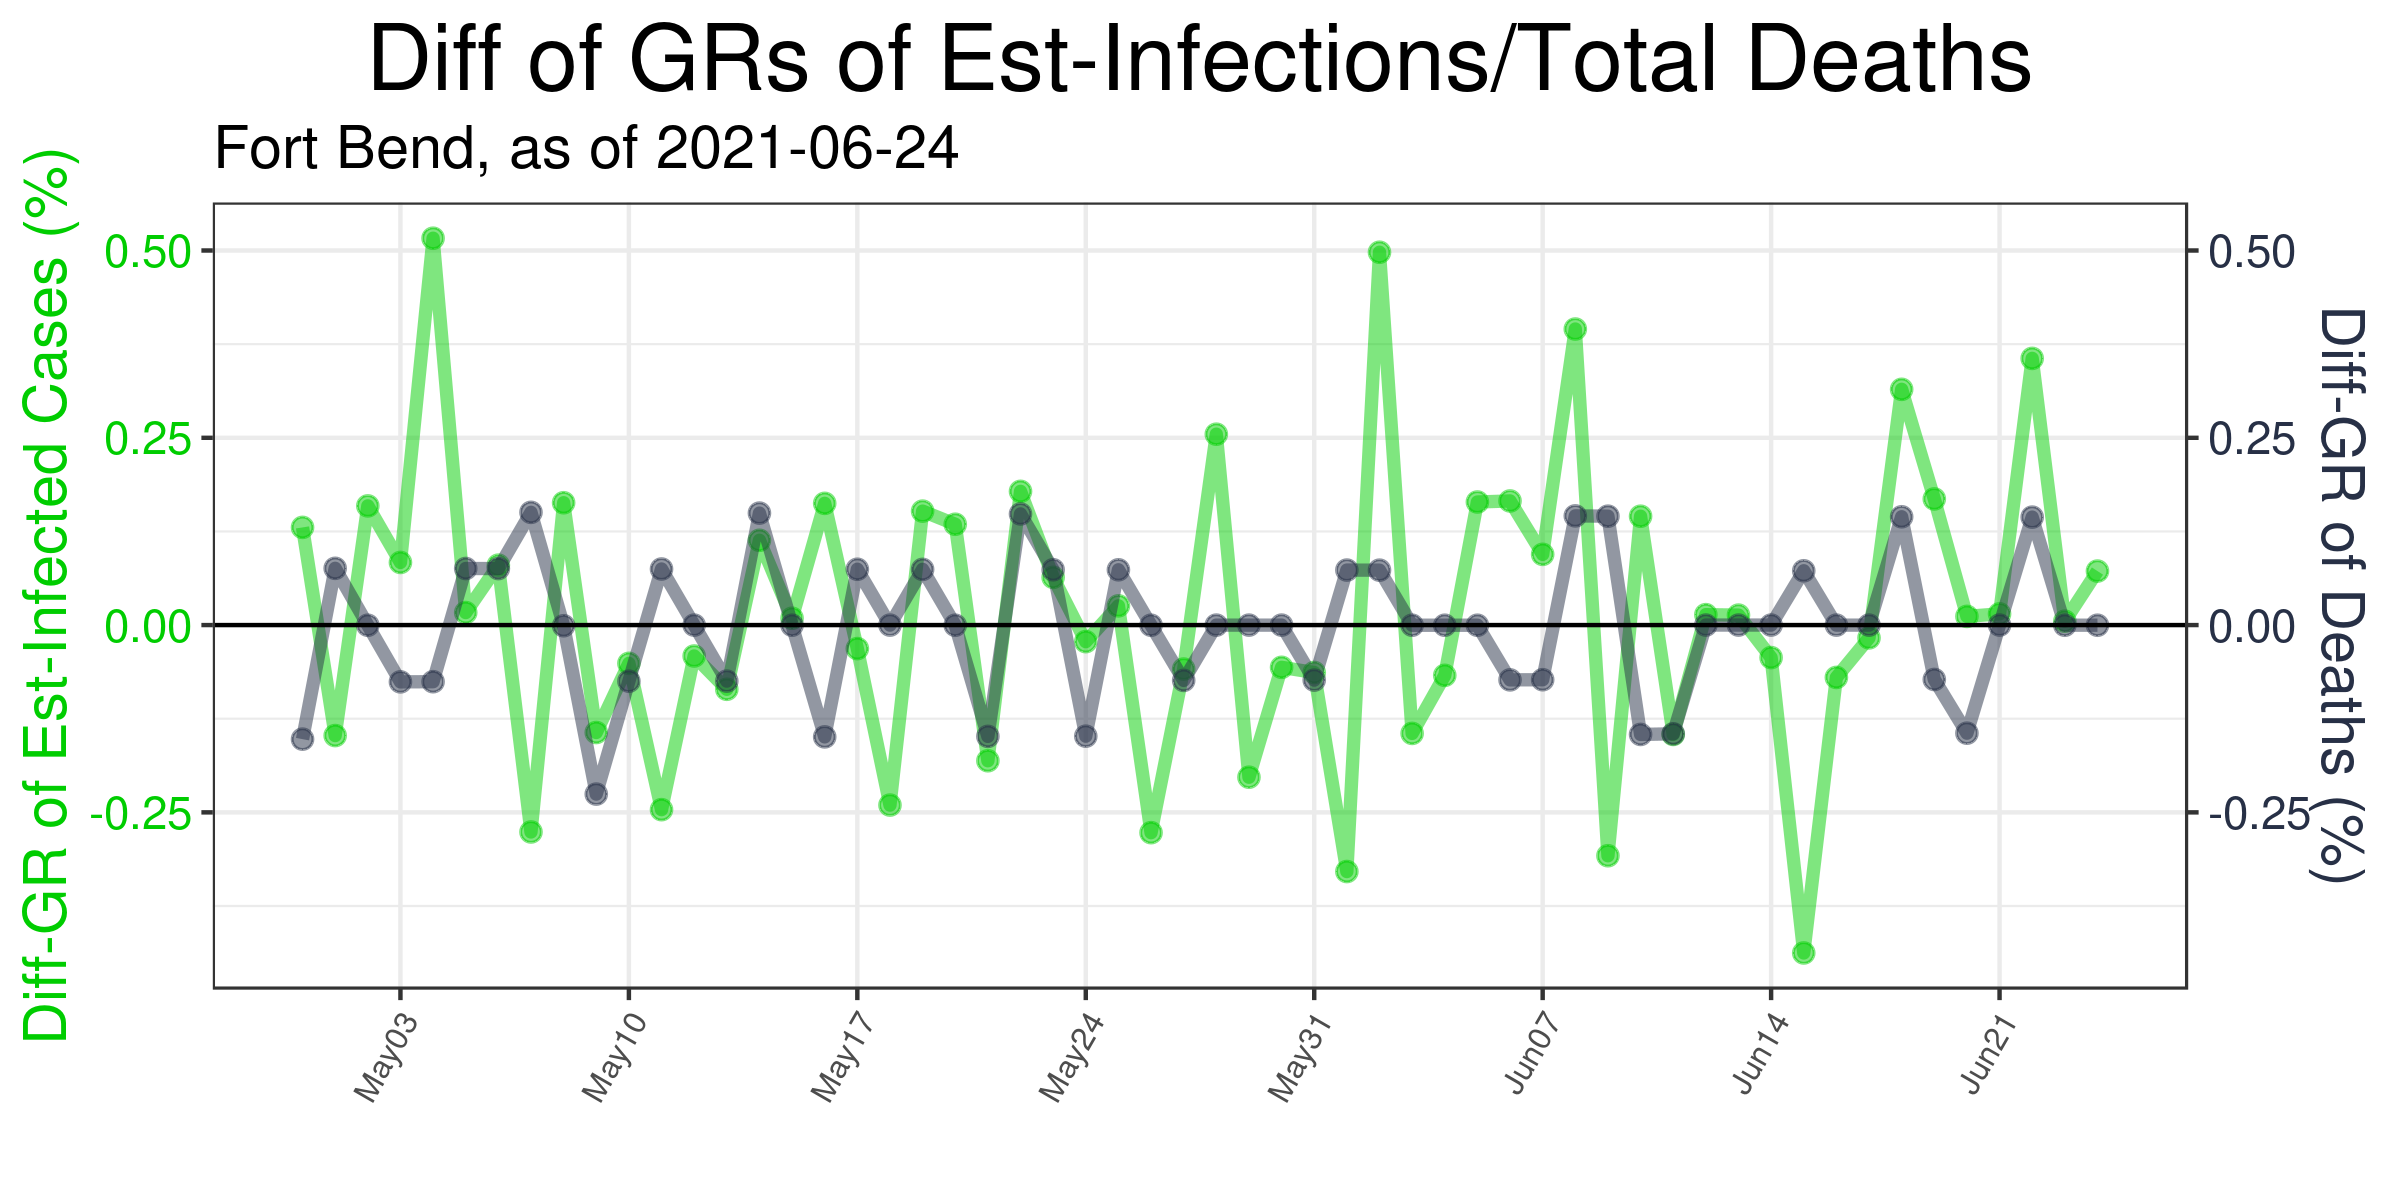 Diff of GRs of Est-Infections/Total Deaths
Fort Bend, as of 2021-06-24
Diff-GR of Est-Infected Cases (%)
0.50
0.25
0.00
-0.25
0.50
0.25
0.00
-0.25
Diff-GR of Deaths (%)
May03
May10
May17
May24
May31
Jun07
Jun14
Jun21